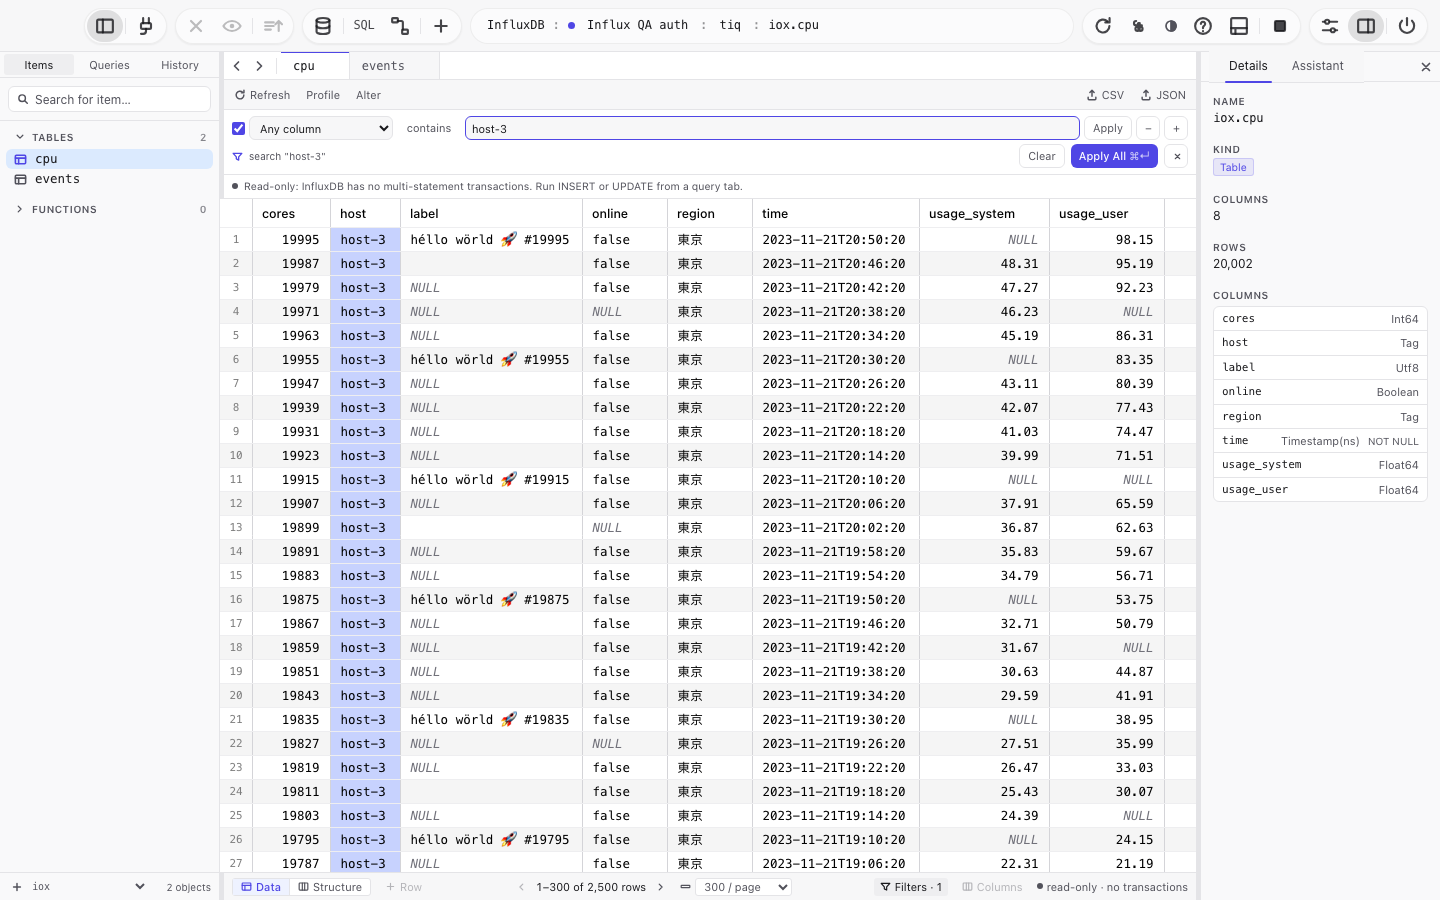 SQL
InfluxDB : Influx QA auth : tiq : iox.cpu
Items Queries History
Search for item...
TABLES 2
cpu
events
FUNCTIONS 0
cpu events
Refresh Profile Alter CSV JSON
Any column contains host-3 Apply − +
search "host-3" Clear Apply All ⌘↵ ×
Read-only: InfluxDB has no multi-statement transactions. Run INSERT or UPDATE from a query tab.
cores host label online region time usage_system usage_user
1 19995 host-3 héllo wörld 🚀 #19995 false 東京 2023-11-21T20:50:20 NULL 98.15
2 19987 host-3 false 東京 2023-11-21T20:46:20 48.31 95.19
3 19979 host-3 NULL false 東京 2023-11-21T20:42:20 47.27 92.23
4 19971 host-3 NULL NULL 東京 2023-11-21T20:38:20 46.23 NULL
5 19963 host-3 NULL false 東京 2023-11-21T20:34:20 45.19 86.31
6 19955 host-3 héllo wörld 🚀 #19955 false 東京 2023-11-21T20:30:20 NULL 83.35
7 19947 host-3 NULL false 東京 2023-11-21T20:26:20 43.11 80.39
8 19939 host-3 NULL false 東京 2023-11-21T20:22:20 42.07 77.43
9 19931 host-3 NULL false 東京 2023-11-21T20:18:20 41.03 74.47
10 19923 host-3 NULL false 東京 2023-11-21T20:14:20 39.99 71.51
11 19915 host-3 héllo wörld 🚀 #19915 false 東京 2023-11-21T20:10:20 NULL NULL
12 19907 host-3 NULL false 東京 2023-11-21T20:06:20 37.91 65.59
13 19899 host-3 NULL 東京 2023-11-21T20:02:20 36.87 62.63
14 19891 host-3 NULL false 東京 2023-11-21T19:58:20 35.83 59.67
15 19883 host-3 NULL false 東京 2023-11-21T19:54:20 34.79 56.71
16 19875 host-3 héllo wörld 🚀 #19875 false 東京 2023-11-21T19:50:20 NULL 53.75
17 19867 host-3 NULL false 東京 2023-11-21T19:46:20 32.71 50.79
18 19859 host-3 NULL false 東京 2023-11-21T19:42:20 31.67 NULL
19 19851 host-3 NULL false 東京 2023-11-21T19:38:20 30.63 44.87
20 19843 host-3 NULL false 東京 2023-11-21T19:34:20 29.59 41.91
21 19835 host-3 héllo wörld 🚀 #19835 false 東京 2023-11-21T19:30:20 NULL 38.95
22 19827 host-3 NULL NULL 東京 2023-11-21T19:26:20 27.51 35.99
23 19819 host-3 NULL false 東京 2023-11-21T19:22:20 26.47 33.03
24 19811 host-3 false 東京 2023-11-21T19:18:20 25.43 30.07
25 19803 host-3 NULL false 東京 2023-11-21T19:14:20 24.39 NULL
26 19795 host-3 héllo wörld 🚀 #19795 false 東京 2023-11-21T19:10:20 NULL 24.15
27 19787 host-3 NULL false 東京 2023-11-21T19:06:20 22.31 21.19
Details Assistant
NAME
iox.cpu
KIND
Table
COLUMNS
8
ROWS
20,002
COLUMNS
cores Int64
host Tag
label Utf8
online Boolean
region Tag
time Timestamp(ns) NOT NULL
usage_system Float64
usage_user Float64
+ iox 2 objects
Data Structure + Row 1–300 of 2,500 rows 300 / page Filters · 1 Columns read-only · no transactions